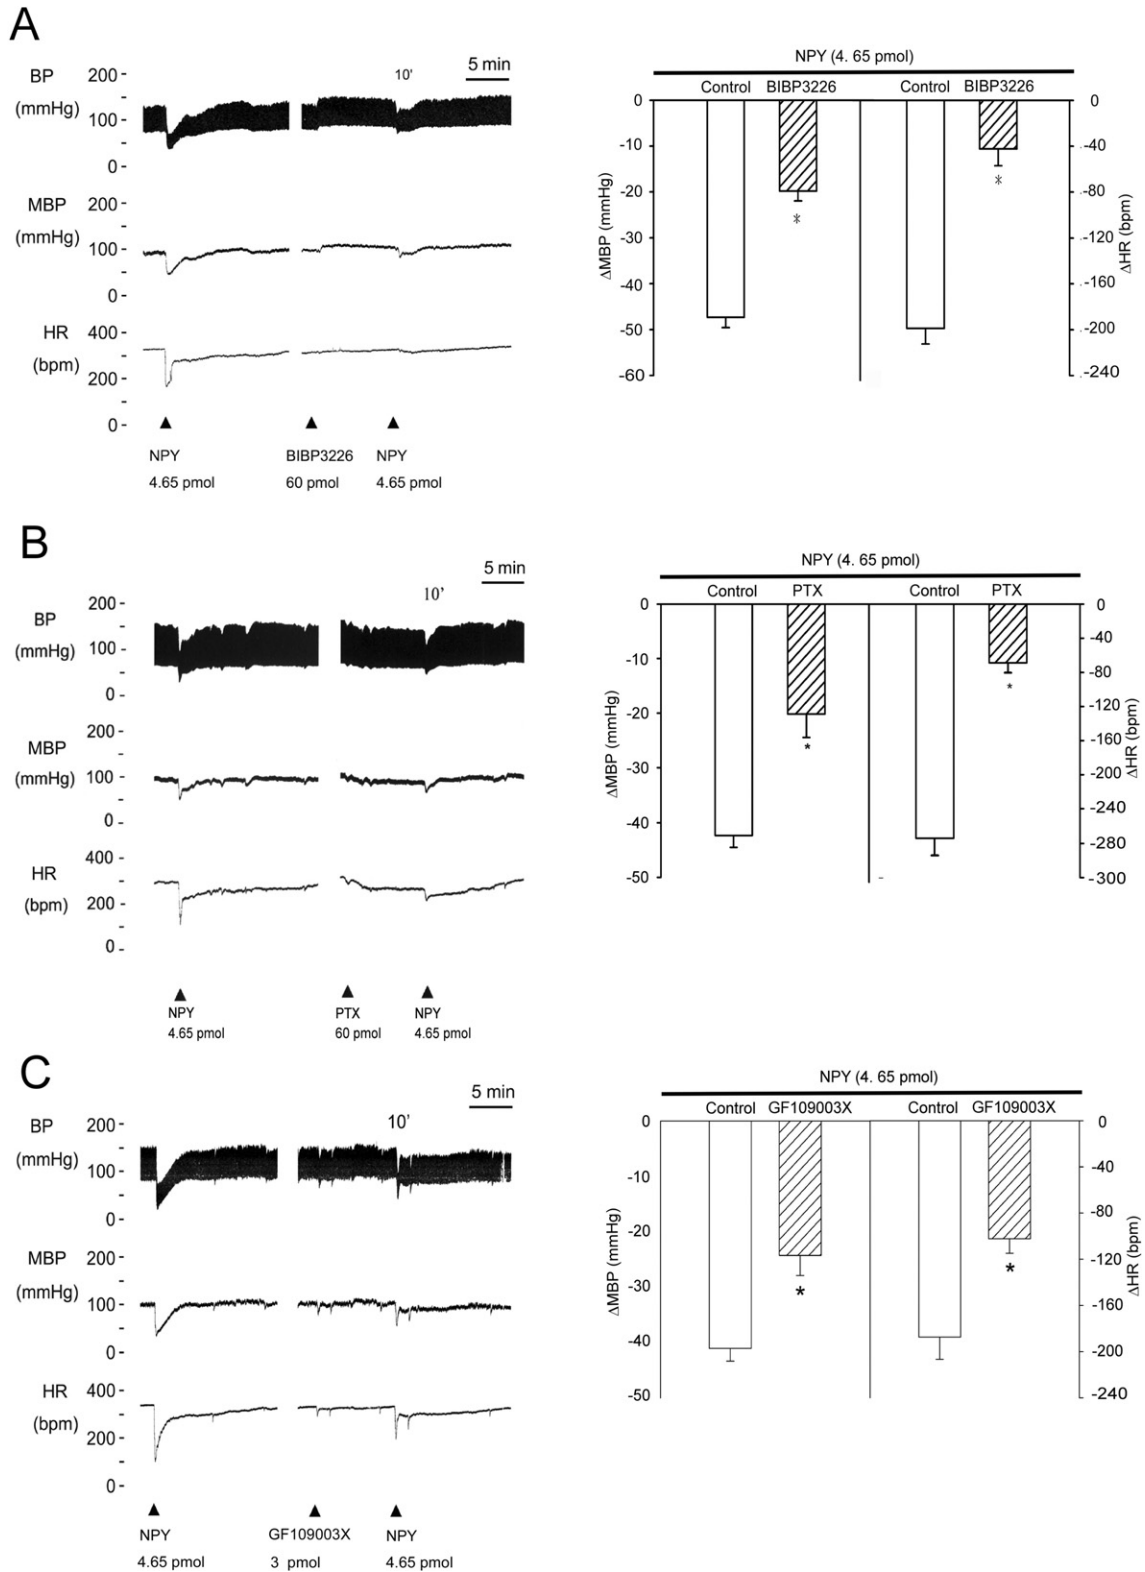 A
BP
(mmHg)
200 -
100 -
0 -
10'
5 min
MBP
(mmHg)
200 -
100 -
0 -
HR
(bpm)
400 -
200 -
0 -
NPY
4.65 pmol
BIBP3226
60 pmol
NPY
4.65 pmol
NPY (4. 65 pmol)
Control BIBP3226 Control BIBP3226
ΔMBP (mmHg)
0
-10
-20
-30
-40
-50
-60
*
*
0
-40
-80
-120
-160
-200
-240
ΔHR (bpm)
B
BP
(mmHg)
200 -
100 -
0 -
10'
5 min
MBP
(mmHg)
200 -
100 -
0 -
HR
(bpm)
400 -
200 -
0 -
NPY
4.65 pmol
PTX
60 pmol
NPY
4.65 pmol
NPY (4. 65 pmol)
Control PTX Control PTX
ΔMBP (mmHg)
0
-10
-20
-30
-40
-50
*
*
0
-40
-80
-120
-160
-200
-240
-280
-300
ΔHR (bpm)
C
BP
(mmHg)
200 -
100 -
0 -
10'
5 min
MBP
(mmHg)
200 -
100 -
0 -
HR
(bpm)
400 -
200 -
0 -
NPY
4.65 pmol
GF109003X
3 pmol
NPY
4.65 pmol
NPY (4. 65 pmol)
Control GF109003X Control GF109003X
ΔMBP (mmHg)
0
-10
-20
-30
-40
-50
*
*
0
-40
-80
-120
-160
-200
-240
ΔHR (bpm)